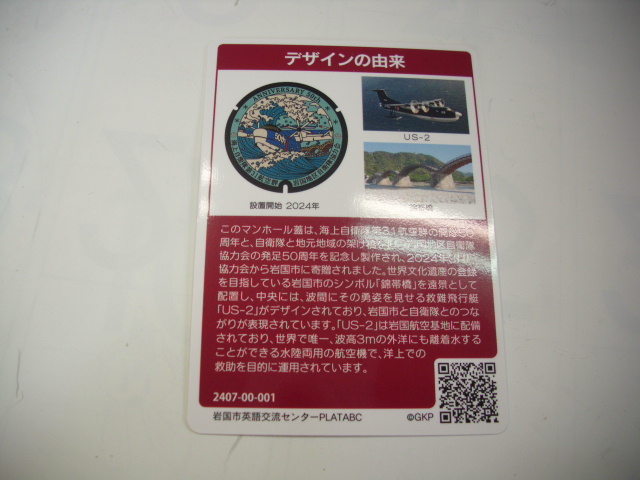 デザインの由来
ANNIVERSARY 50th
US-2
設置開始 2024年
このマンホール蓋は、海上自衛隊第31航空群の
周年と、自衛隊と地元地域の架け橋 地区自衛隊
協力会の発足50周年を記念し製作され、2024年
協力会から岩国市に寄贈されました。世界文化遺産の登録
を目指している岩国市のシンボル「錦帯橋」を遠景として
配置し、中央には、波間にその勇姿を見せる救難飛行艇
「US-2」がデザインされており、岩国市と自衛隊とのつな
がりが表現されています。「US-2」は岩国航空基地に配備
されており、世界で唯一、波高3mの外洋にも離着水する
ことができる水陸両用の航空機で、洋上での
救助を目的に運用されています。
2407-00-001
岩国市英語交流センターPLATABC
©GKP